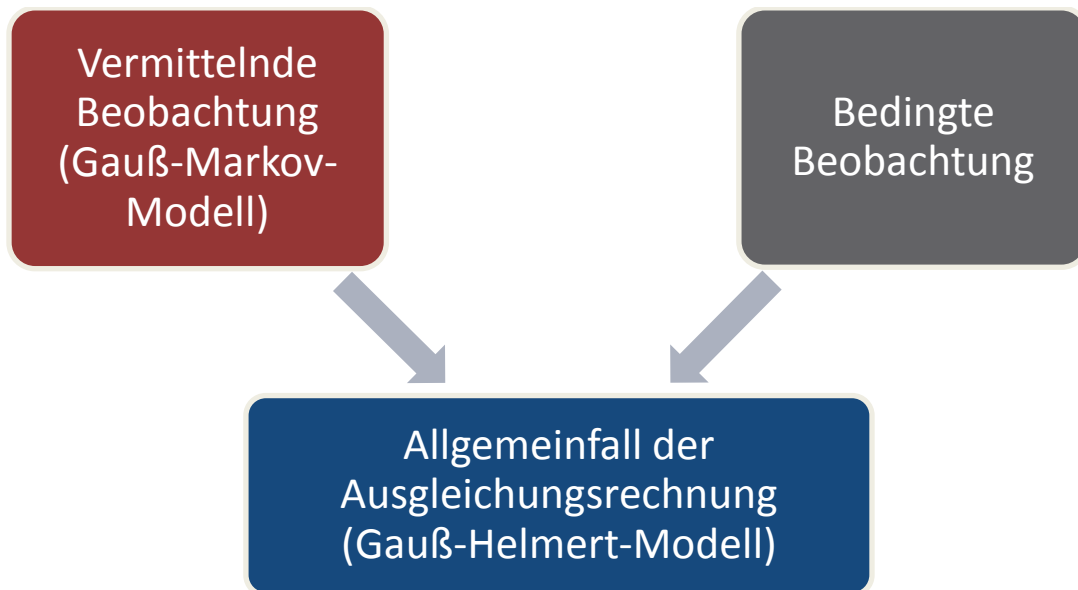 Vermittelnde
Beobachtung
(Gauß-Markov-
Modell)
Bedingte
Beobachtung
Allgemeinfall der
Ausgleichungsrechnung
(Gauß-Helmert-Modell)